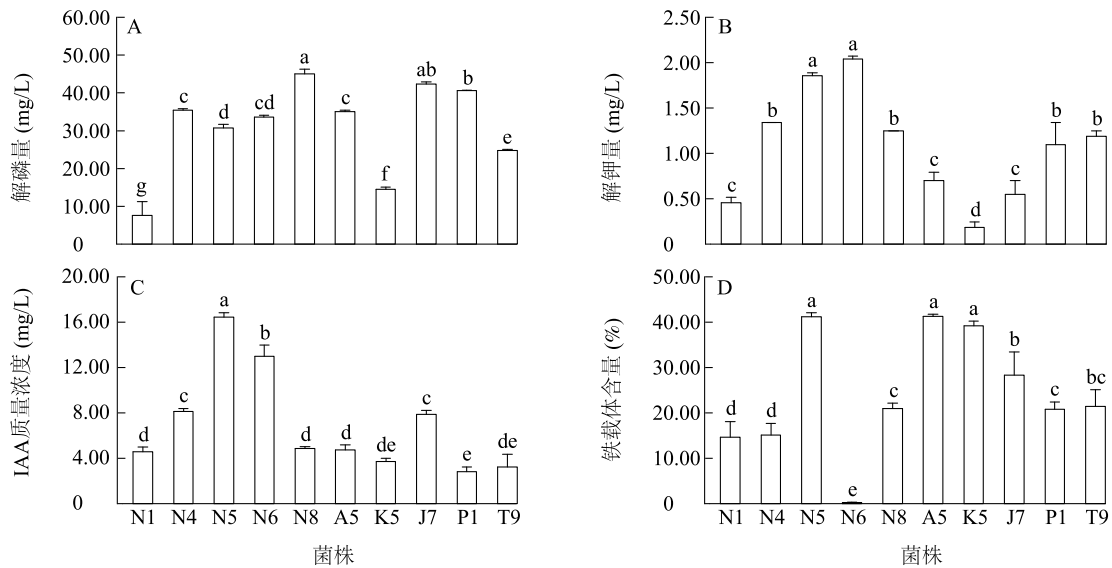 A
解磷量 (mg/L)
60.00
50.00
40.00
30.00
20.00
10.00
0
g c d cd a c f ab b e
B
解钾量 (mg/L)
2.50
2.00
1.50
1.00
0.50
0
c b a a b c d c b b
C
IAA质量浓度 (mg/L)
20.00
16.00
12.00
8.00
4.00
0
d c a b d d de c e de
N1 N4 N5 N6 N8 A5 K5 J7 P1 T9
菌株
D
铁载体含量 (%)
50.00
40.00
30.00
20.00
10.00
0
d d a e c a a b c bc
N1 N4 N5 N6 N8 A5 K5 J7 P1 T9
菌株